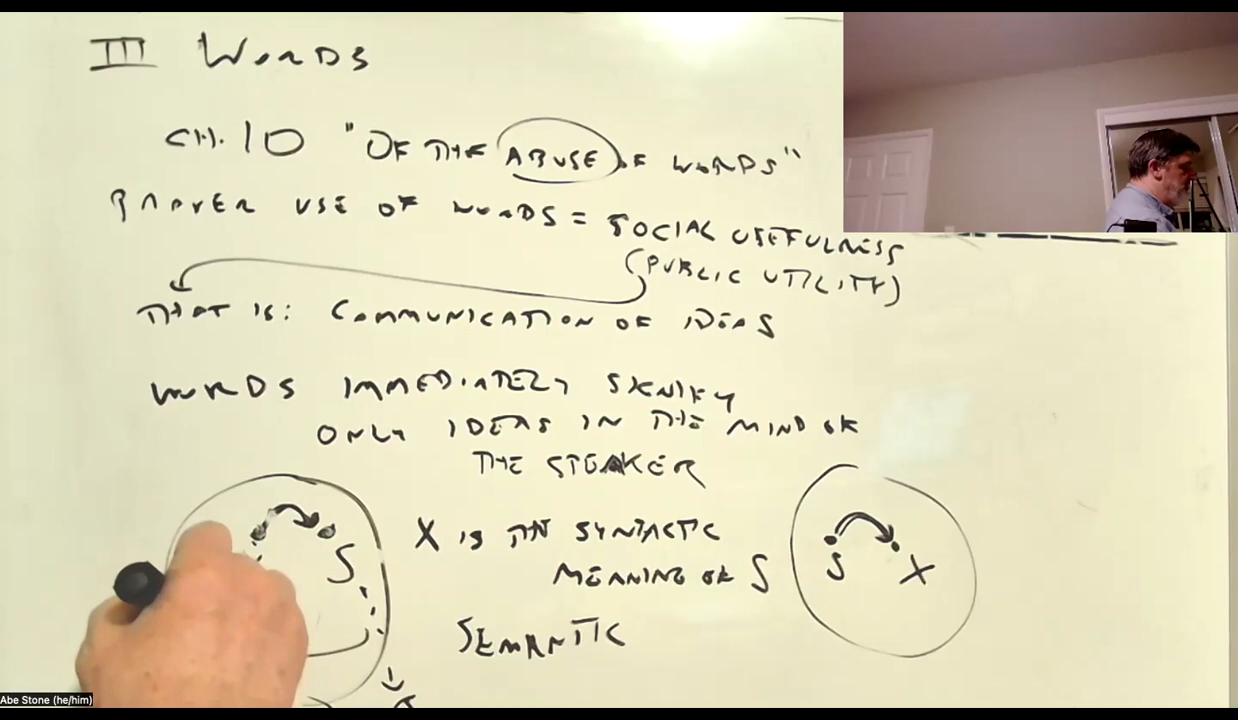 III WORDS
CH. 10 "OF THE ABUSE OF WORDS"
PROPER USE OF WORDS = SOCIAL USEFULNESS
(PUBLIC UTILITY)
THAT IS: COMMUNICATION OF IDEAS
WORDS IMMEDIATELY SIGNIFY
ONLY IDEAS IN THE MIND OF
THE SPEAKER
S
X IS THE SYNTACTIC
MEANING OF S
S X
SEMANTIC
Abe Stone (he/him)